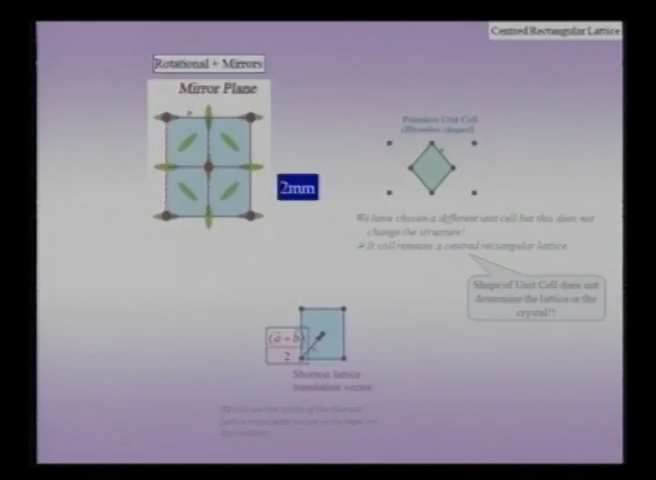 Centred Rectangular Lattice
Rotational + Mirrors
Mirror Plane
P
2mm
Primitive Unit Cell
(Rhombus shaped)
We have chosen a different unit cell but this does not
change the structure!
➢ It still remains a centred rectangular lattice
Shape of Unit Cell does not
determine the lattice or the
crystal!!
(a + b)
2
Shortest lattice
translation vector